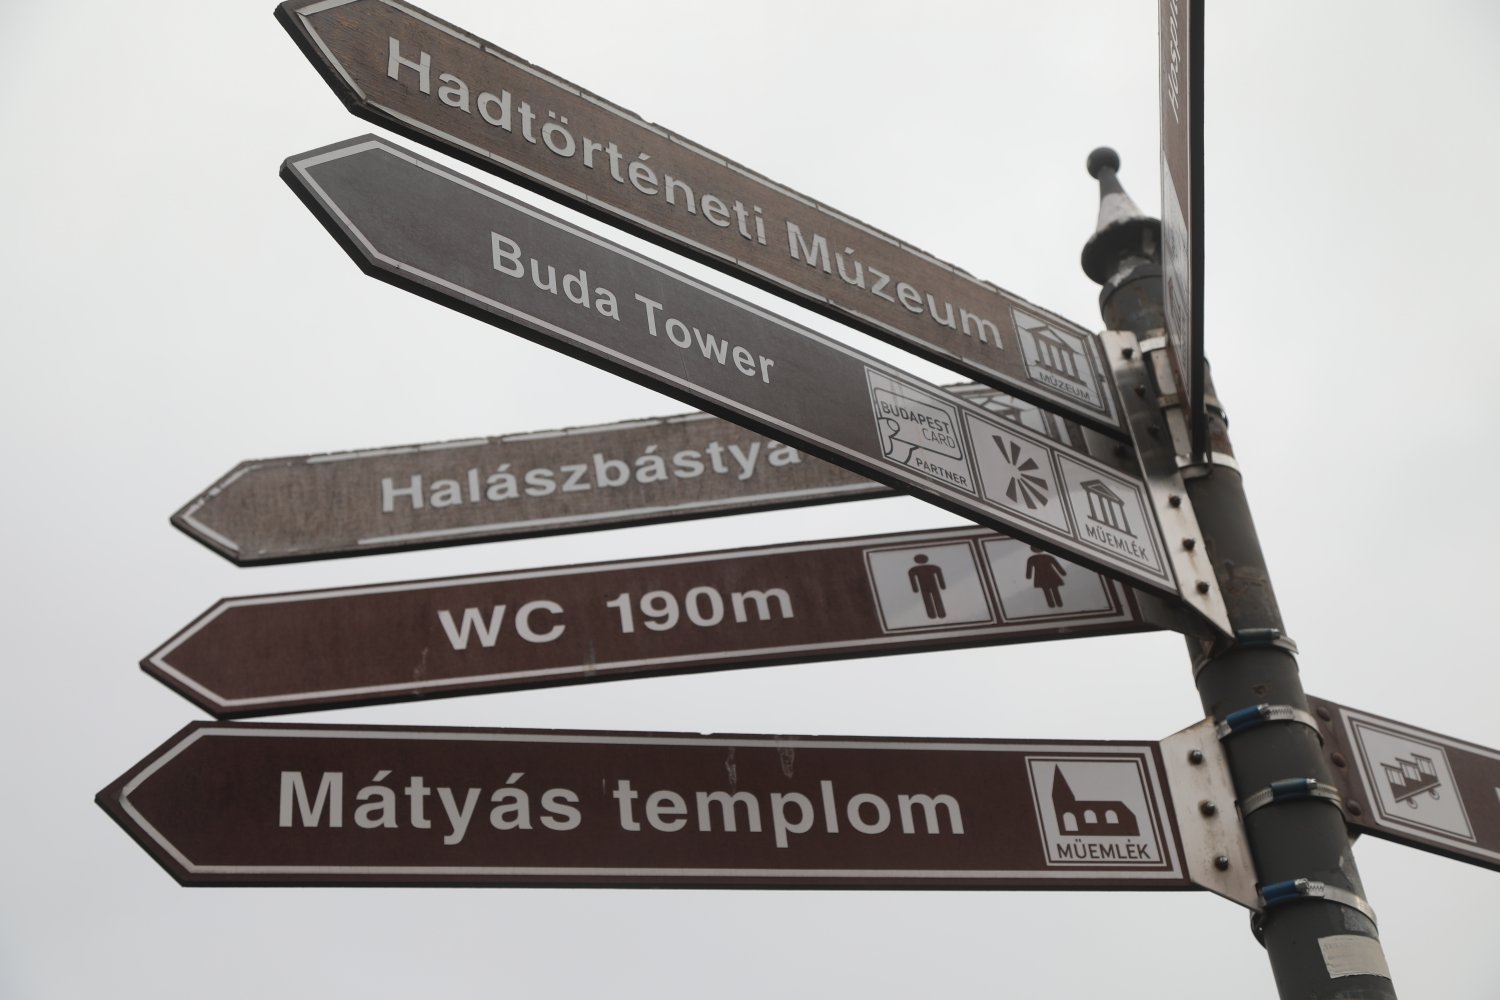 Hadtörténeti Múzeum
MÚZEUM
Buda Tower
BUDAPEST
CARD
PARTNER
MŰEMLÉK
Halászbástya
WC 190m
Mátyás templom
MŰEMLÉK